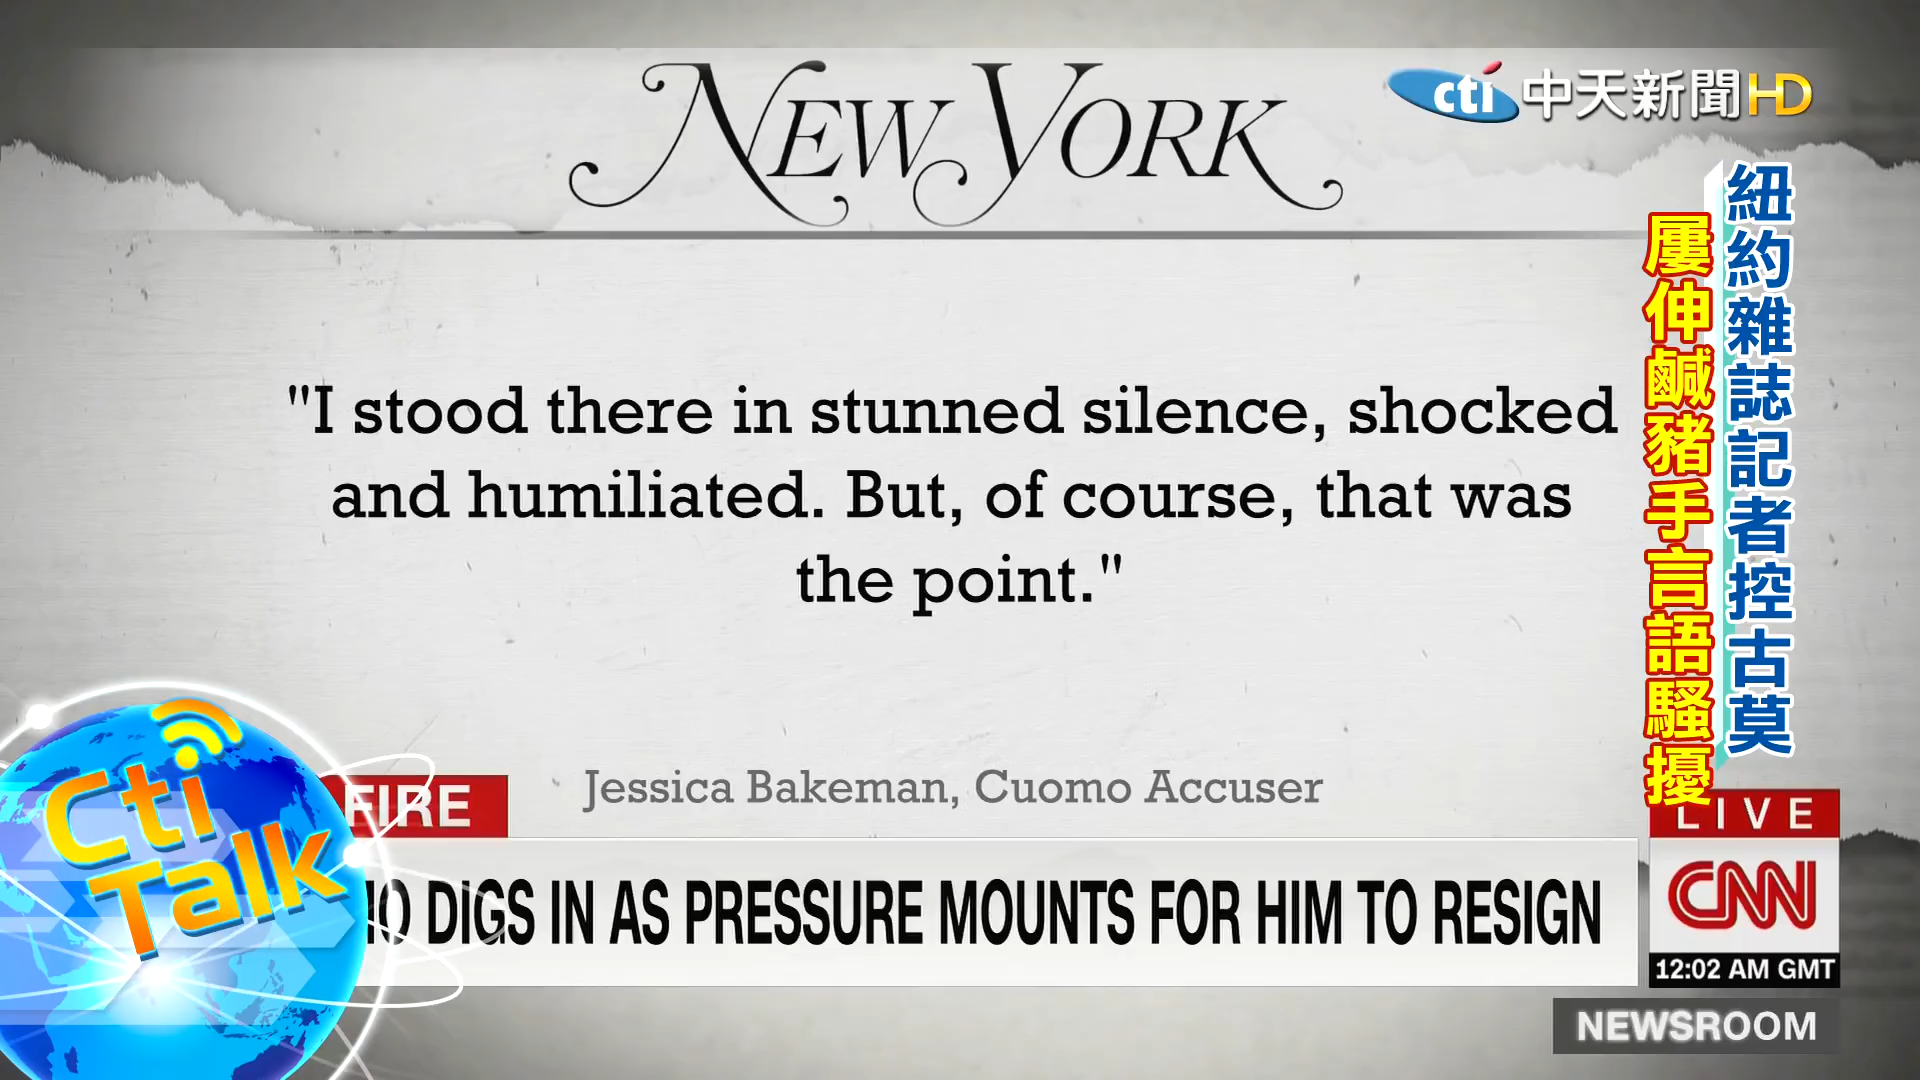 NEW YORK
cti 中天新聞HD
紐約雜誌記者控古莫
屢伸鹹豬手言語騷擾
"I stood there in stunned silence, shocked
and humiliated. But, of course, that was
the point."
Jessica Bakeman, Cuomo Accuser
FIRE
MO DIGS IN AS PRESSURE MOUNTS FOR HIM TO RESIGN
Cti
Talk
LIVE
CNN
12:02 AM GMT
NEWSROOM